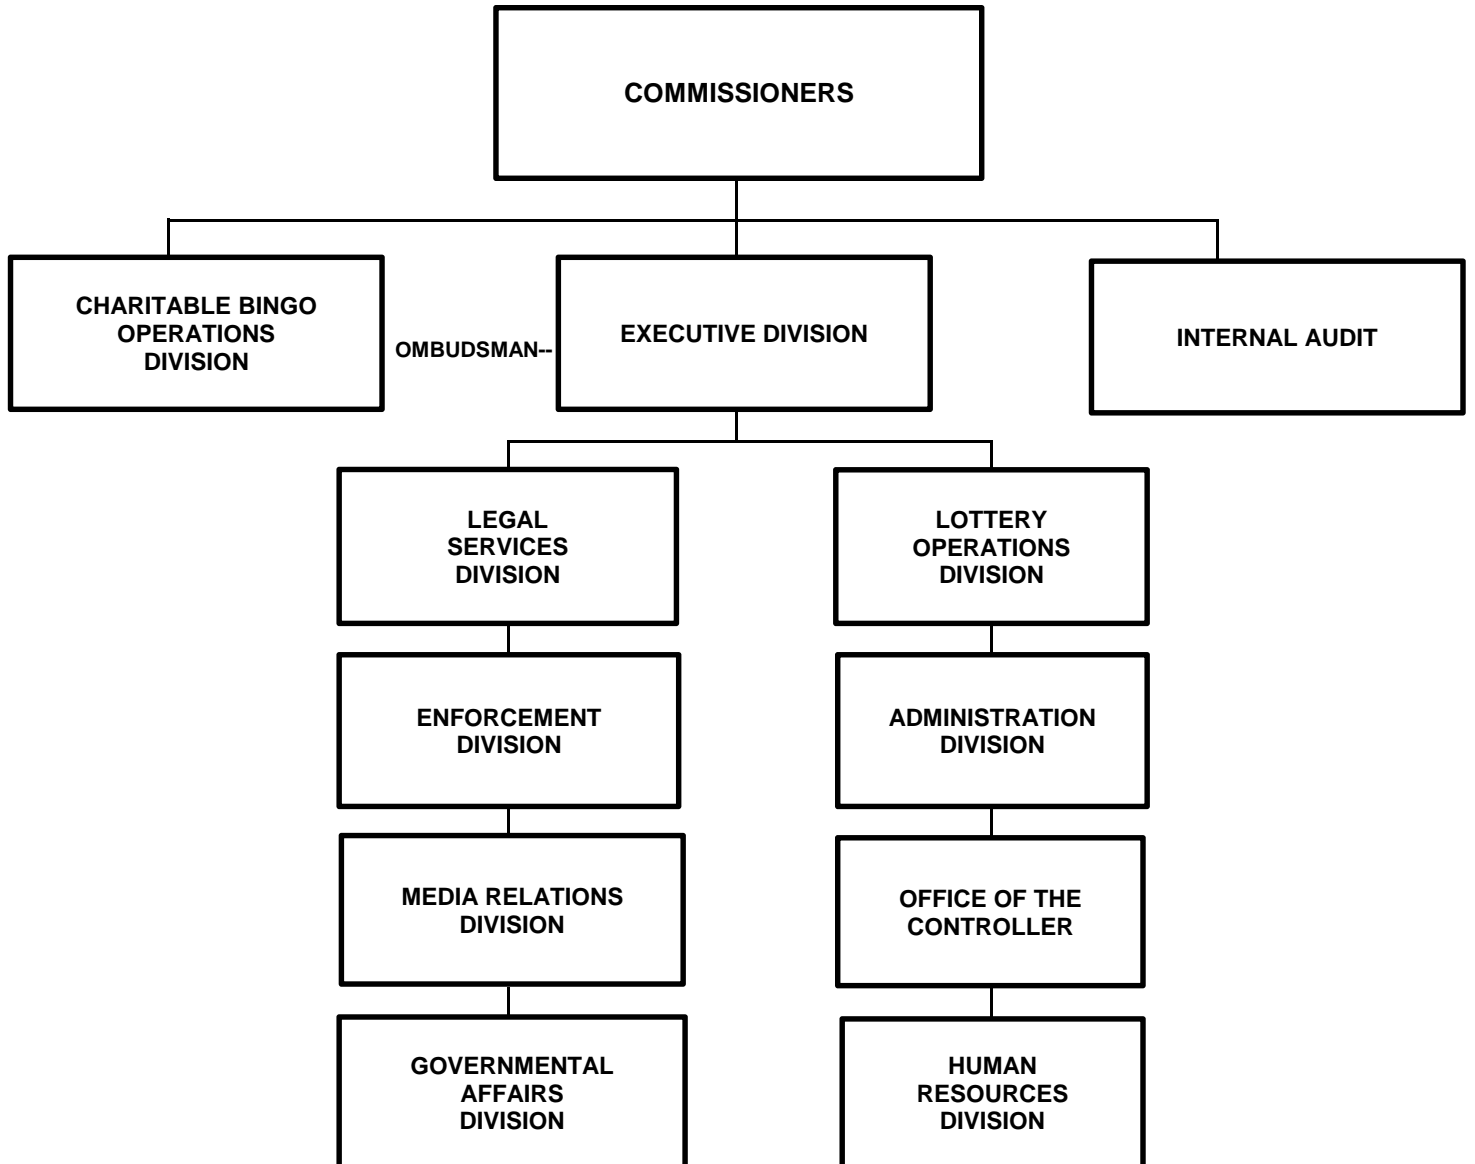 COMMISSIONERS
CHARITABLE BINGO
OPERATIONS
DIVISION
OMBUDSMAN--
EXECUTIVE DIVISION
INTERNAL AUDIT
LEGAL
SERVICES
DIVISION
LOTTERY
OPERATIONS
DIVISION
ENFORCEMENT
DIVISION
ADMINISTRATION
DIVISION
MEDIA RELATIONS
DIVISION
OFFICE OF THE
CONTROLLER
GOVERNMENTAL
AFFAIRS
DIVISION
HUMAN
RESOURCES
DIVISION